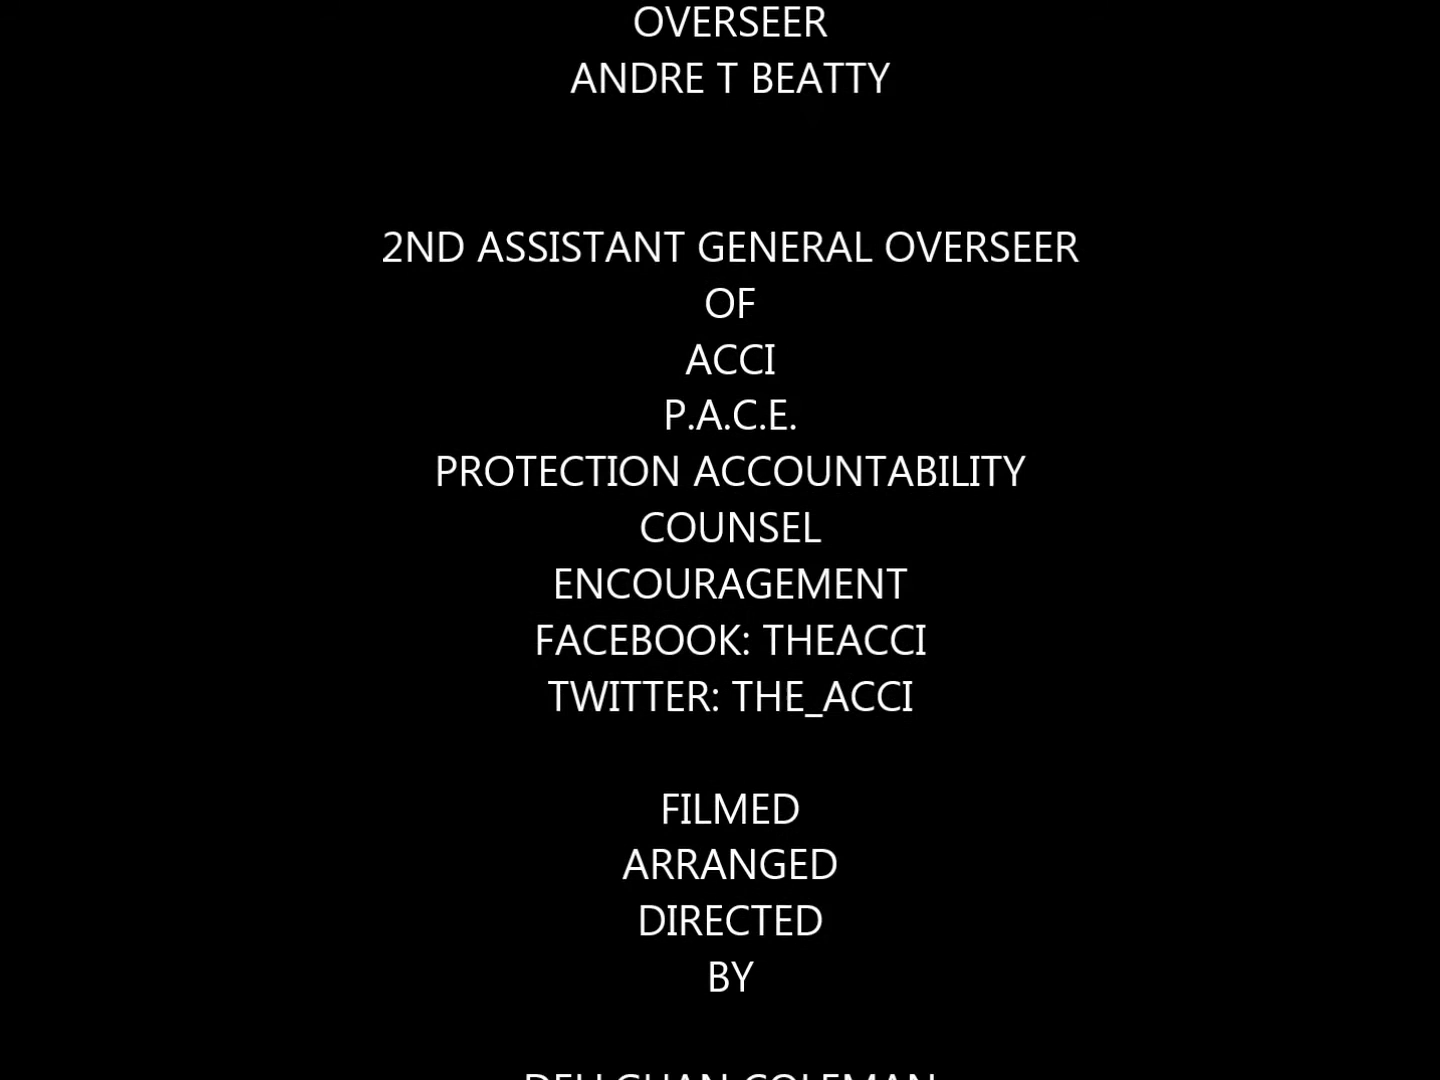 OVERSEER
ANDRE T BEATTY
2ND ASSISTANT GENERAL OVERSEER
OF
ACCI
P.A.C.E.
PROTECTION ACCOUNTABILITY
COUNSEL
ENCOURAGEMENT
FACEBOOK: THEACCI
TWITTER: THE_ACCI
FILMED
ARRANGED
DIRECTED
BY
COLEMAN